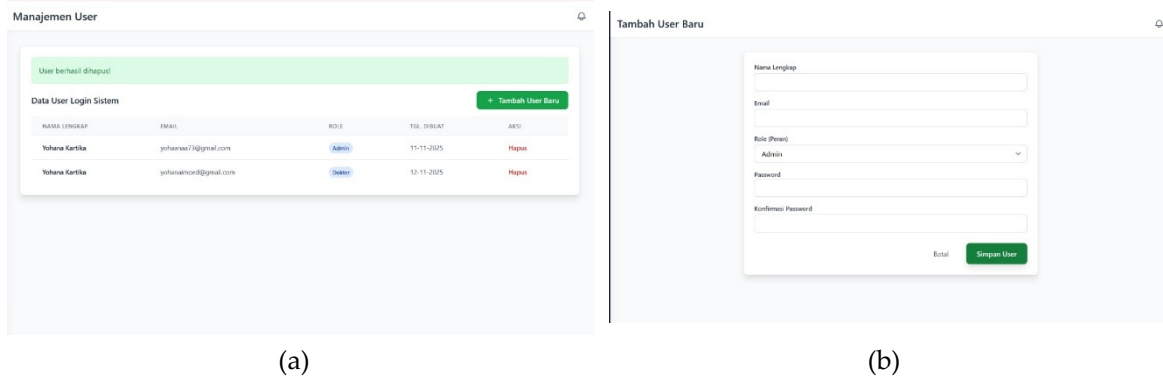 Manajemen User
User berhasil dihapus!
Data User Login Sistem
+ Tambah User Baru
NAMA LENGKAP EMAIL ROLE TGL. DIBUAT AKSI
Yohana Kartika yohaanaa73@gmail.com Admin 11-11-2025 Hapus
Yohana Kartika yohanaimoed@gmail.com Dokter 12-11-2025 Hapus
(a)
Tambah User Baru
Nama Lengkap
Email
Role (Peran)
Admin
Password
Konfirmasi Password
Batal Simpan User
(b)